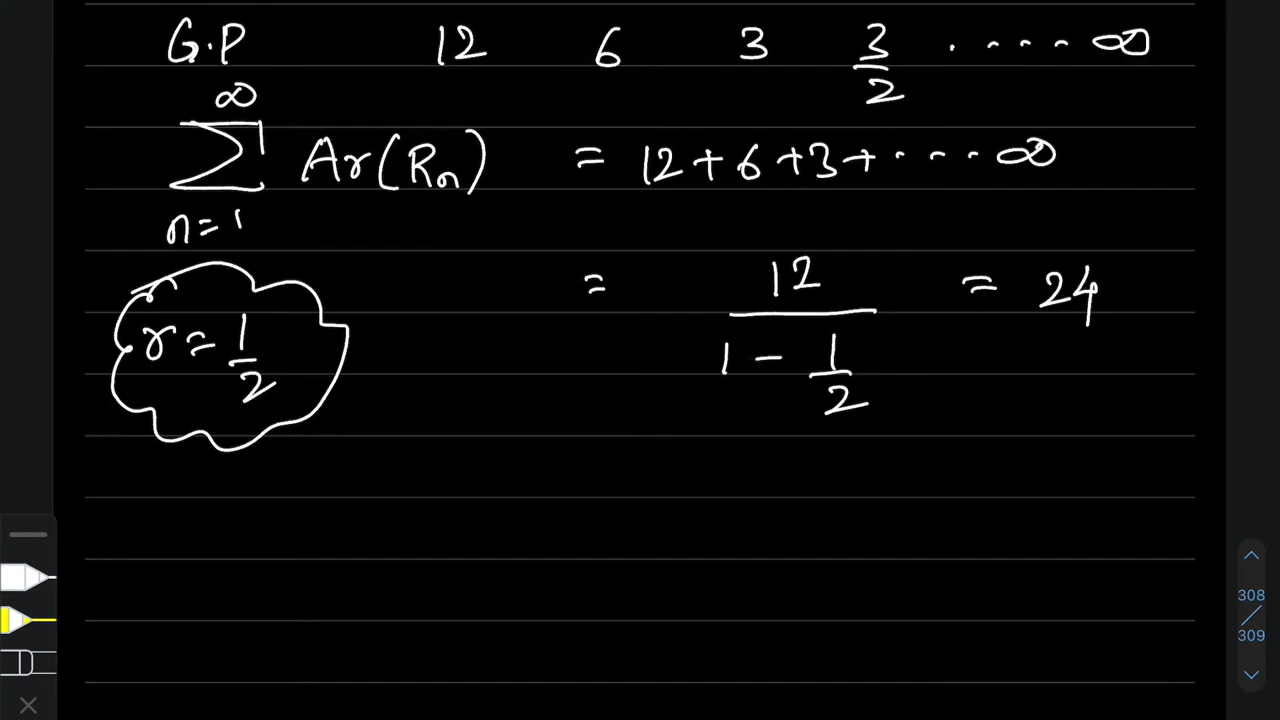 G.P 12 6 3 3/2 ..... ∞
∞
∑ Ar(Rn) = 12+6+3+.....∞
n=1
= 12/(1 - 1/2) = 24
r = 1/2
308
309